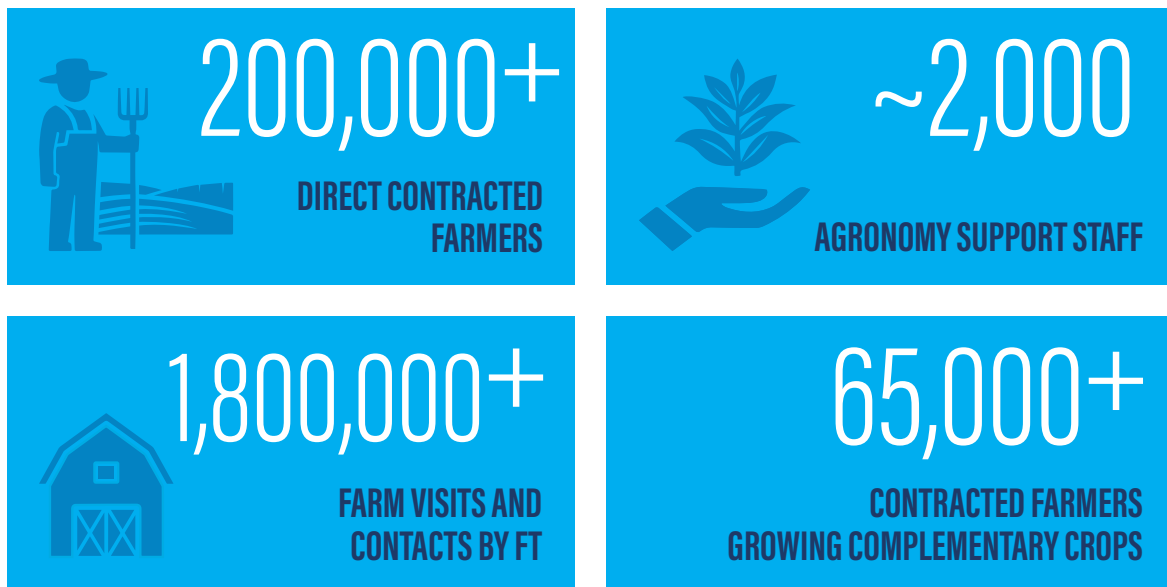 200,000+
DIRECT CONTRACTED
FARMERS
~2,000
AGRONOMY SUPPORT STAFF
1,800,000+
FARM VISITS AND
CONTACTS BY FT
65,000+
CONTRACTED FARMERS
GROWING COMPLEMENTARY CROPS